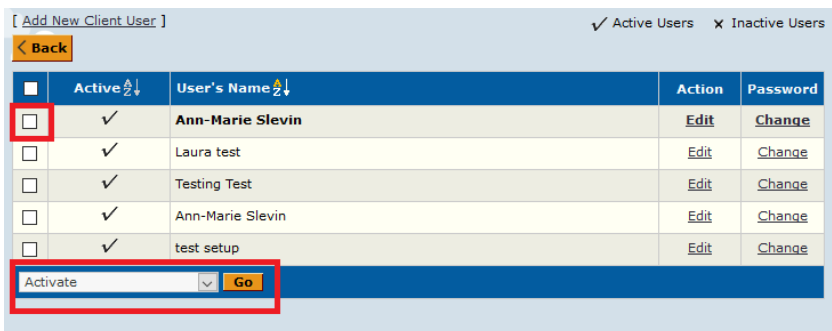 [ Add New Client User ] ✓ Active Users x Inactive Users
< Back
Active User's Name Action Password
✓ Ann-Marie Slevin Edit Change
✓ Laura test Edit Change
✓ Testing Test Edit Change
✓ Ann-Marie Slevin Edit Change
✓ test setup Edit Change
Activate Go